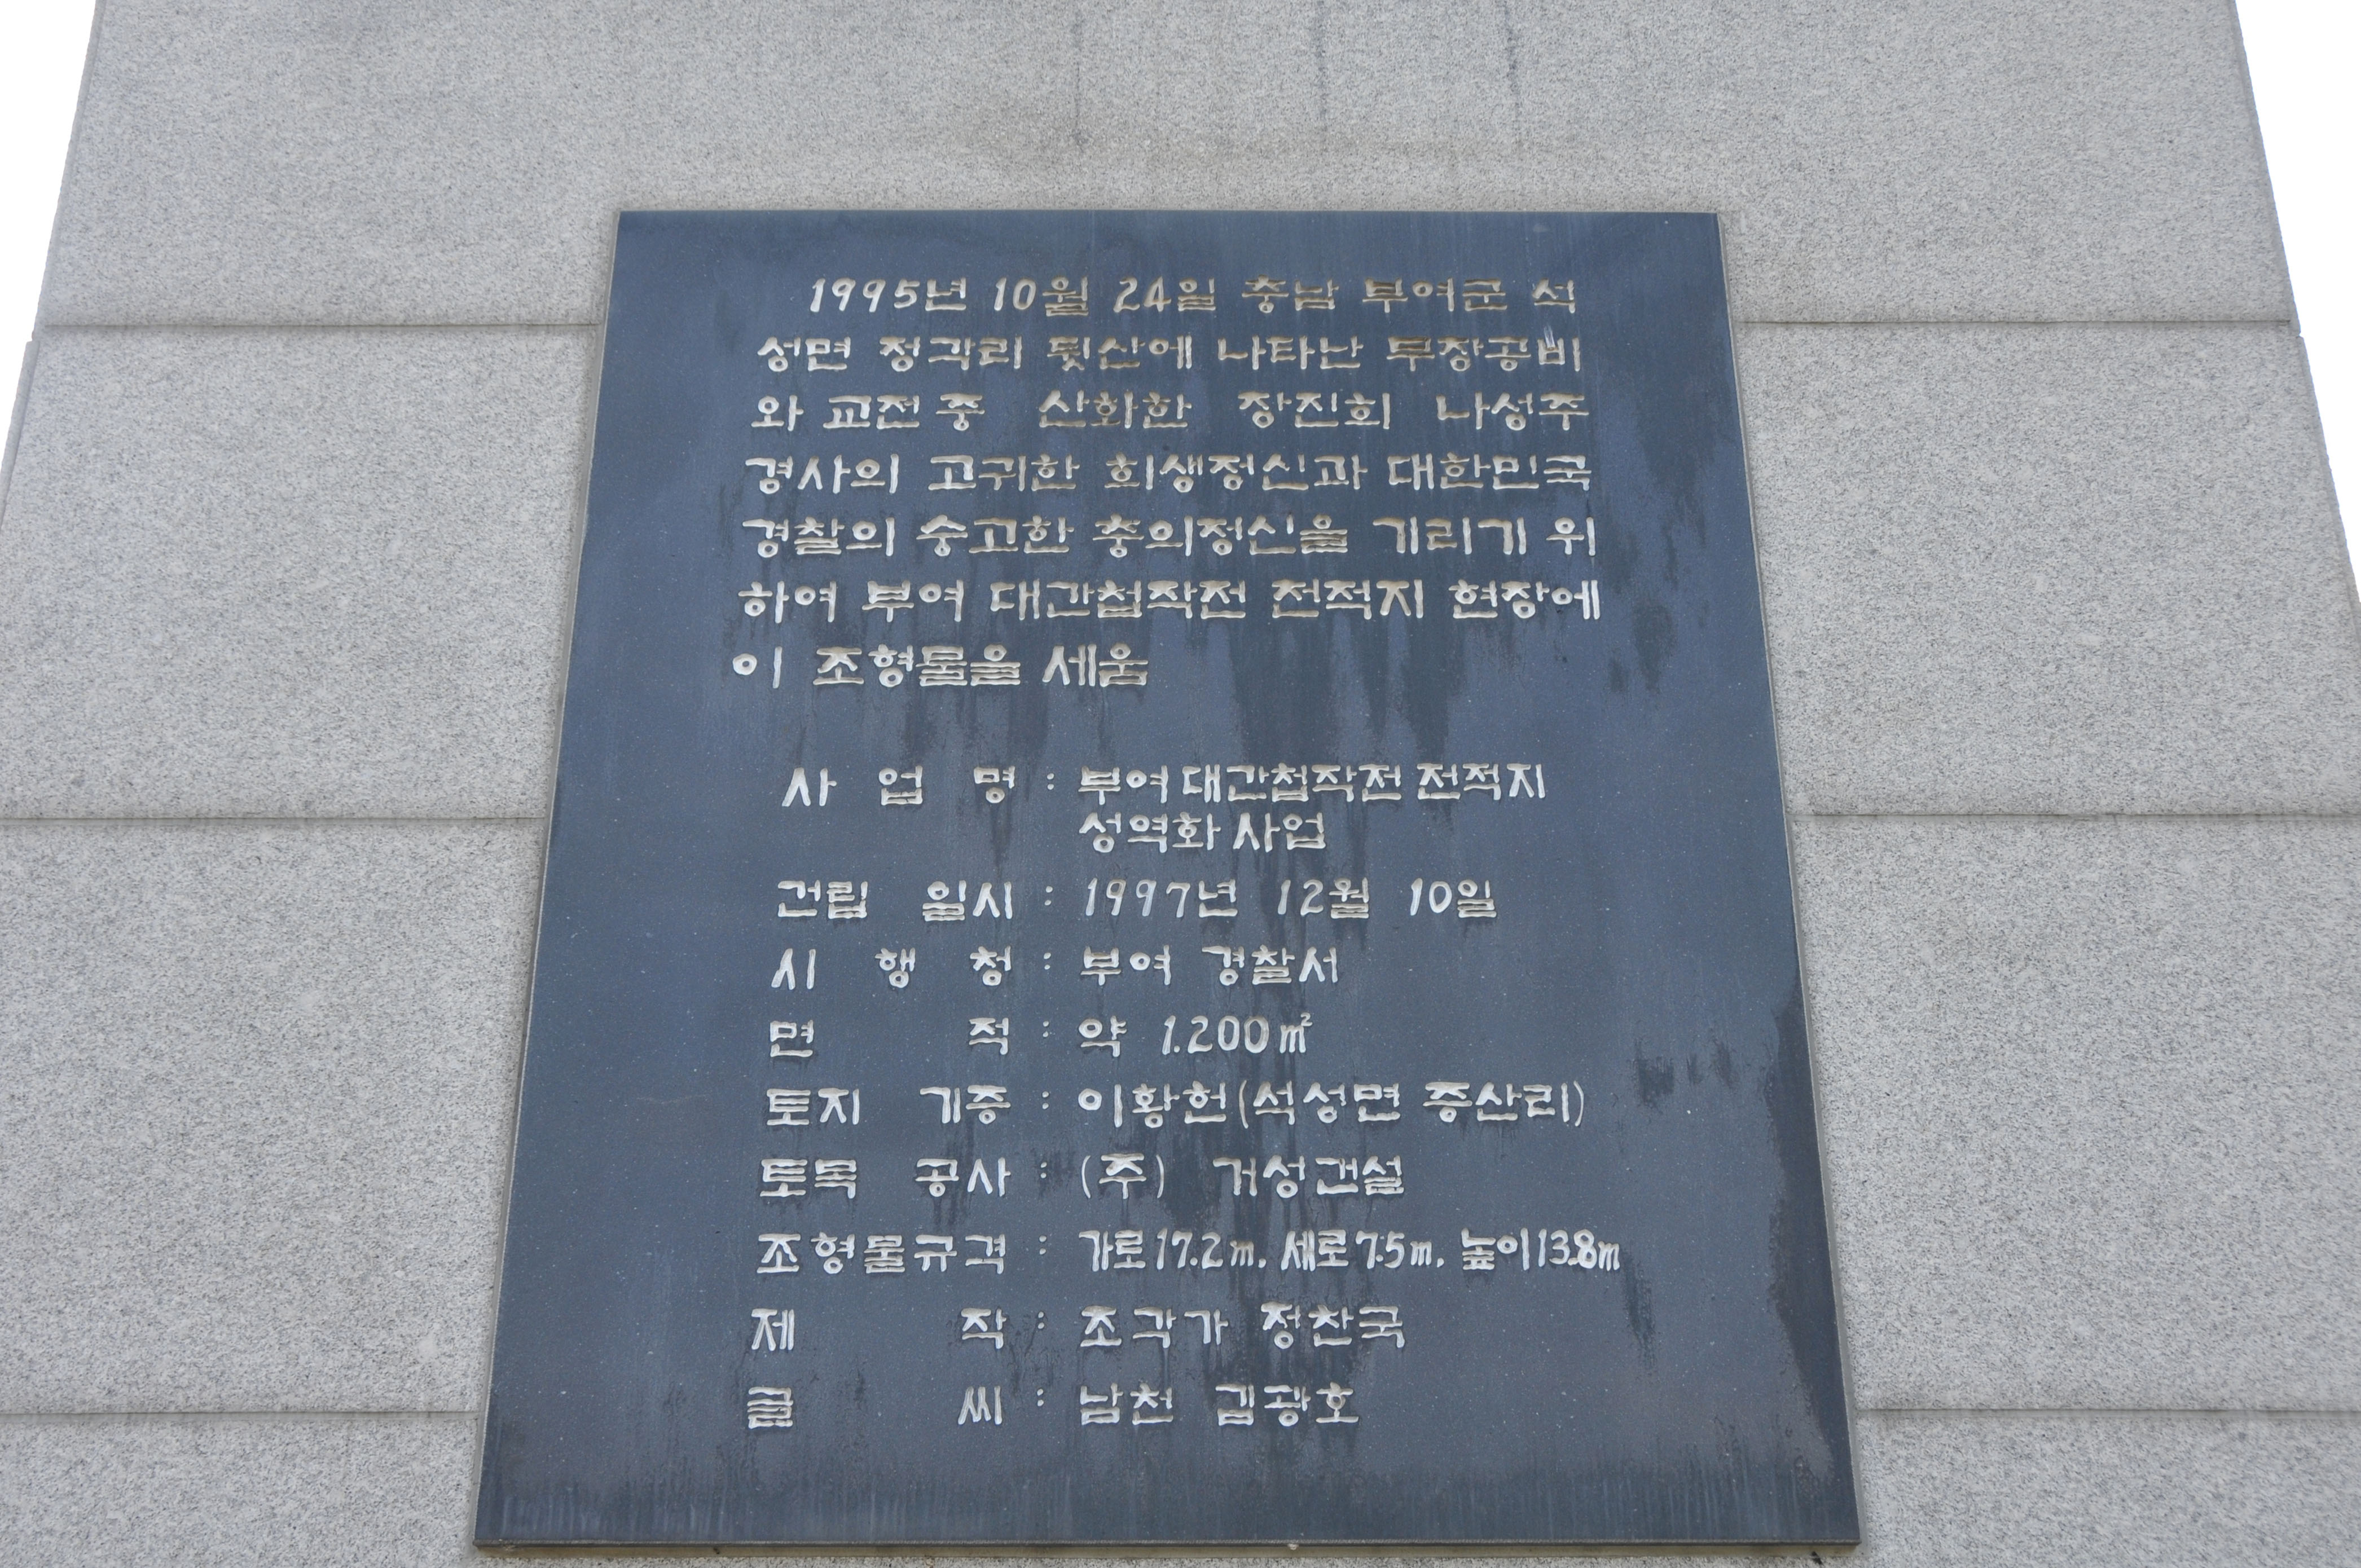 1995년 10월 24일 충남 부여군 석
성면 정각리 뒷산에 나타난 무장공비
와 교전 중 산화한 장진희 나성주
경사의 고귀한 희생정신과 대한민국
경찰의 숭고한 충의정신을 기리기 위
하여 부여 대간첩작전 전적지 현장에
이 조형물을 세움
사 업 명 : 부여 대간첩작전 전적지
성역화 사업
건립 일시 : 1997년 12월 10일
시 행 청 : 부여 경찰서
면 적 : 약 1.200㎡
토지 기증 : 이황헌(석성면 증산리)
토목 공사 : (주) 거성건설
조형물규격 : 가로17.2m. 세로7.5m. 높이13.8m
제 작 : 조각가 정찬국
글 씨 : 남천 김광호